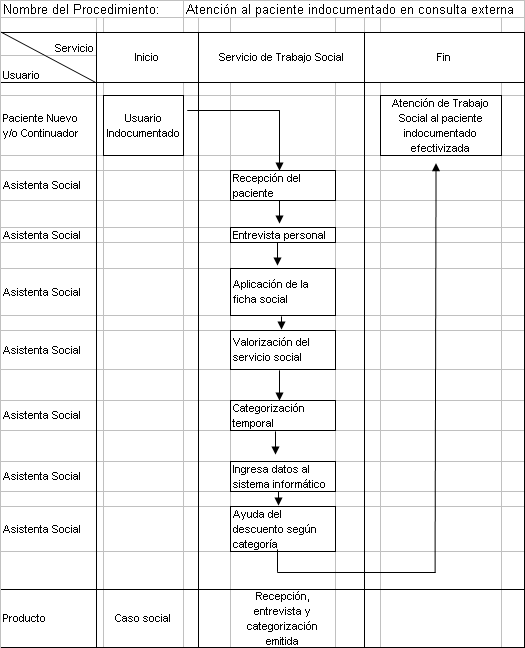 Nombre del Procedimiento: Atención al paciente indocumentado en consulta externa
Servicio
Usuario
Inicio
Servicio de Trabajo Social
Fin
Paciente Nuevo
y/o Continuador
Usuario
Indocumentado
Atención de Trabajo
Social al paciente
indocumentado
efectivizada
Asistenta Social
Recepción del
paciente
Asistenta Social
Entrevista personal
Asistenta Social
Aplicación de la
ficha social
Asistenta Social
Valorización del
servicio social
Asistenta Social
Categorización
temporal
Asistenta Social
Ingresa datos al
sistema informático
Asistenta Social
Ayuda del
descuento según
categoría
Producto
Caso social
Recepción,
entrevista y
categorización
emitida